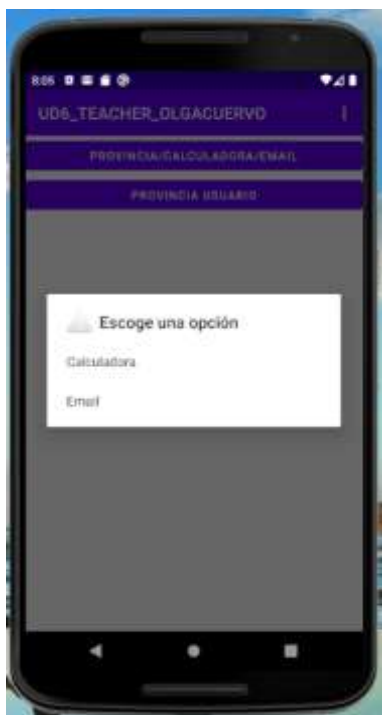 8:05
UD6_TEACHER_OLGACUERVO
PROVINCIA/CALCULADORA/EMAIL
PROVINCIA USUARIO
Escoge una opción
Calculadora
Email